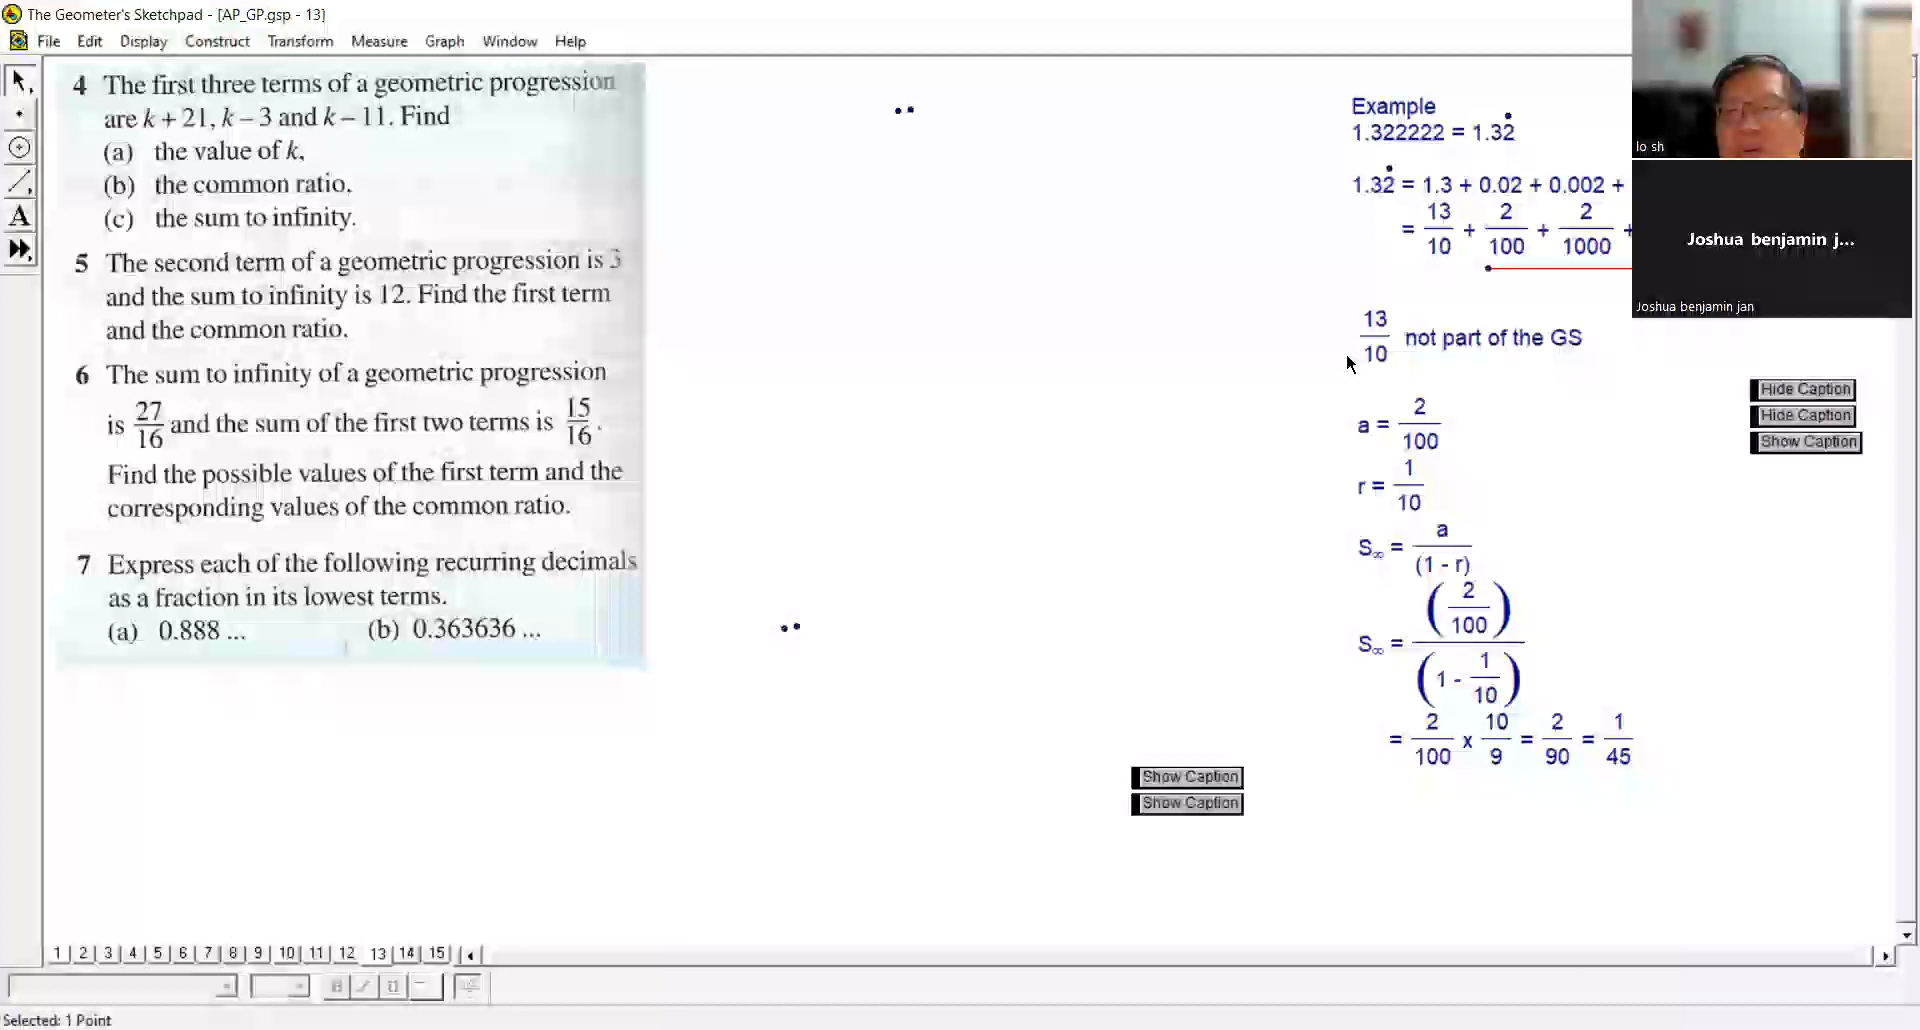 The Geometer's Sketchpad - [AP_GP.gsp - 13]
File Edit Display Construct Transform Measure Graph Window Help
4 The first three terms of a geometric progression
are k + 21, k – 3 and k – 11. Find
(a) the value of k,
(b) the common ratio,
(c) the sum to infinity.
5 The second term of a geometric progression is 3
and the sum to infinity is 12. Find the first term
and the common ratio.
6 The sum to infinity of a geometric progression
is 27/16 and the sum of the first two terms is 15/16.
Find the possible values of the first term and the
corresponding values of the common ratio.
7 Express each of the following recurring decimals
as a fraction in its lowest terms.
(a) 0.888 ... (b) 0.363636 ...
Example
1.322222 = 1.32̇
1.32̇ = 1.3 + 0.02 + 0.002 +
= 13/10 + 2/100 + 2/1000 +
13/10 not part of the GS
a = 2/100
r = 1/10
S∞ = a/(1 - r)
S∞ = (2/100)/(1 - 1/10)
= 2/100 x 10/9 = 2/90 = 1/45
Hide Caption
Hide Caption
Show Caption
Show Caption
Show Caption
lo sh
Joshua benjamin j...
Joshua benjamin jan
A
1 2 3 4 5 6 7 8 9 10 11 12 13 14 15
Selected: 1 Point